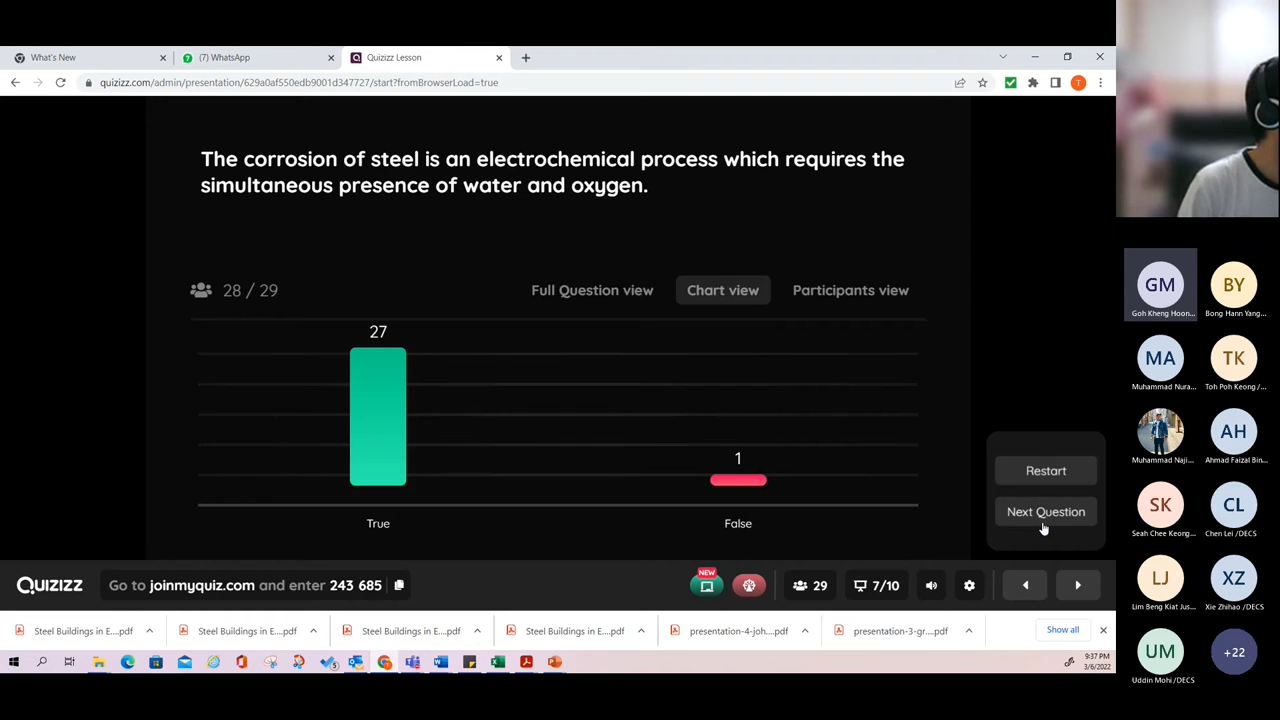 What's New
(7) WhatsApp
Quizizz Lesson
quizizz.com/admin/presentation/629a0af550edb9001d347727/start?fromBrowserLoad=true
T
The corrosion of steel is an electrochemical process which requires the
simultaneous presence of water and oxygen.
28 / 29
Full Question view
Chart view
Participants view
27
1
True
False
Restart
Next Question
QUIZIZZ
Go to joinmyquiz.com and enter 243 685
NEW
29
7/10
Steel Buildings in E....pdf
Steel Buildings in E....pdf
Steel Buildings in E....pdf
Steel Buildings in E....pdf
presentation-4-joh....pdf
presentation-3-gr....pdf
Show all
9:37 PM
3/6/2022
GM
Goh Kheng Hoon...
BY
Bong Hann Yang...
MA
Muhammad Nura...
TK
Toh Poh Keong /...
Muhammad Naji...
AH
Ahmad Faizal Bin...
SK
Seah Chee Keong...
CL
Chen Lei /DECS
LJ
Lim Beng Kiat Jus...
XZ
Xie Zhihao /DECS
UM
Uddin Mohi /DECS
+22